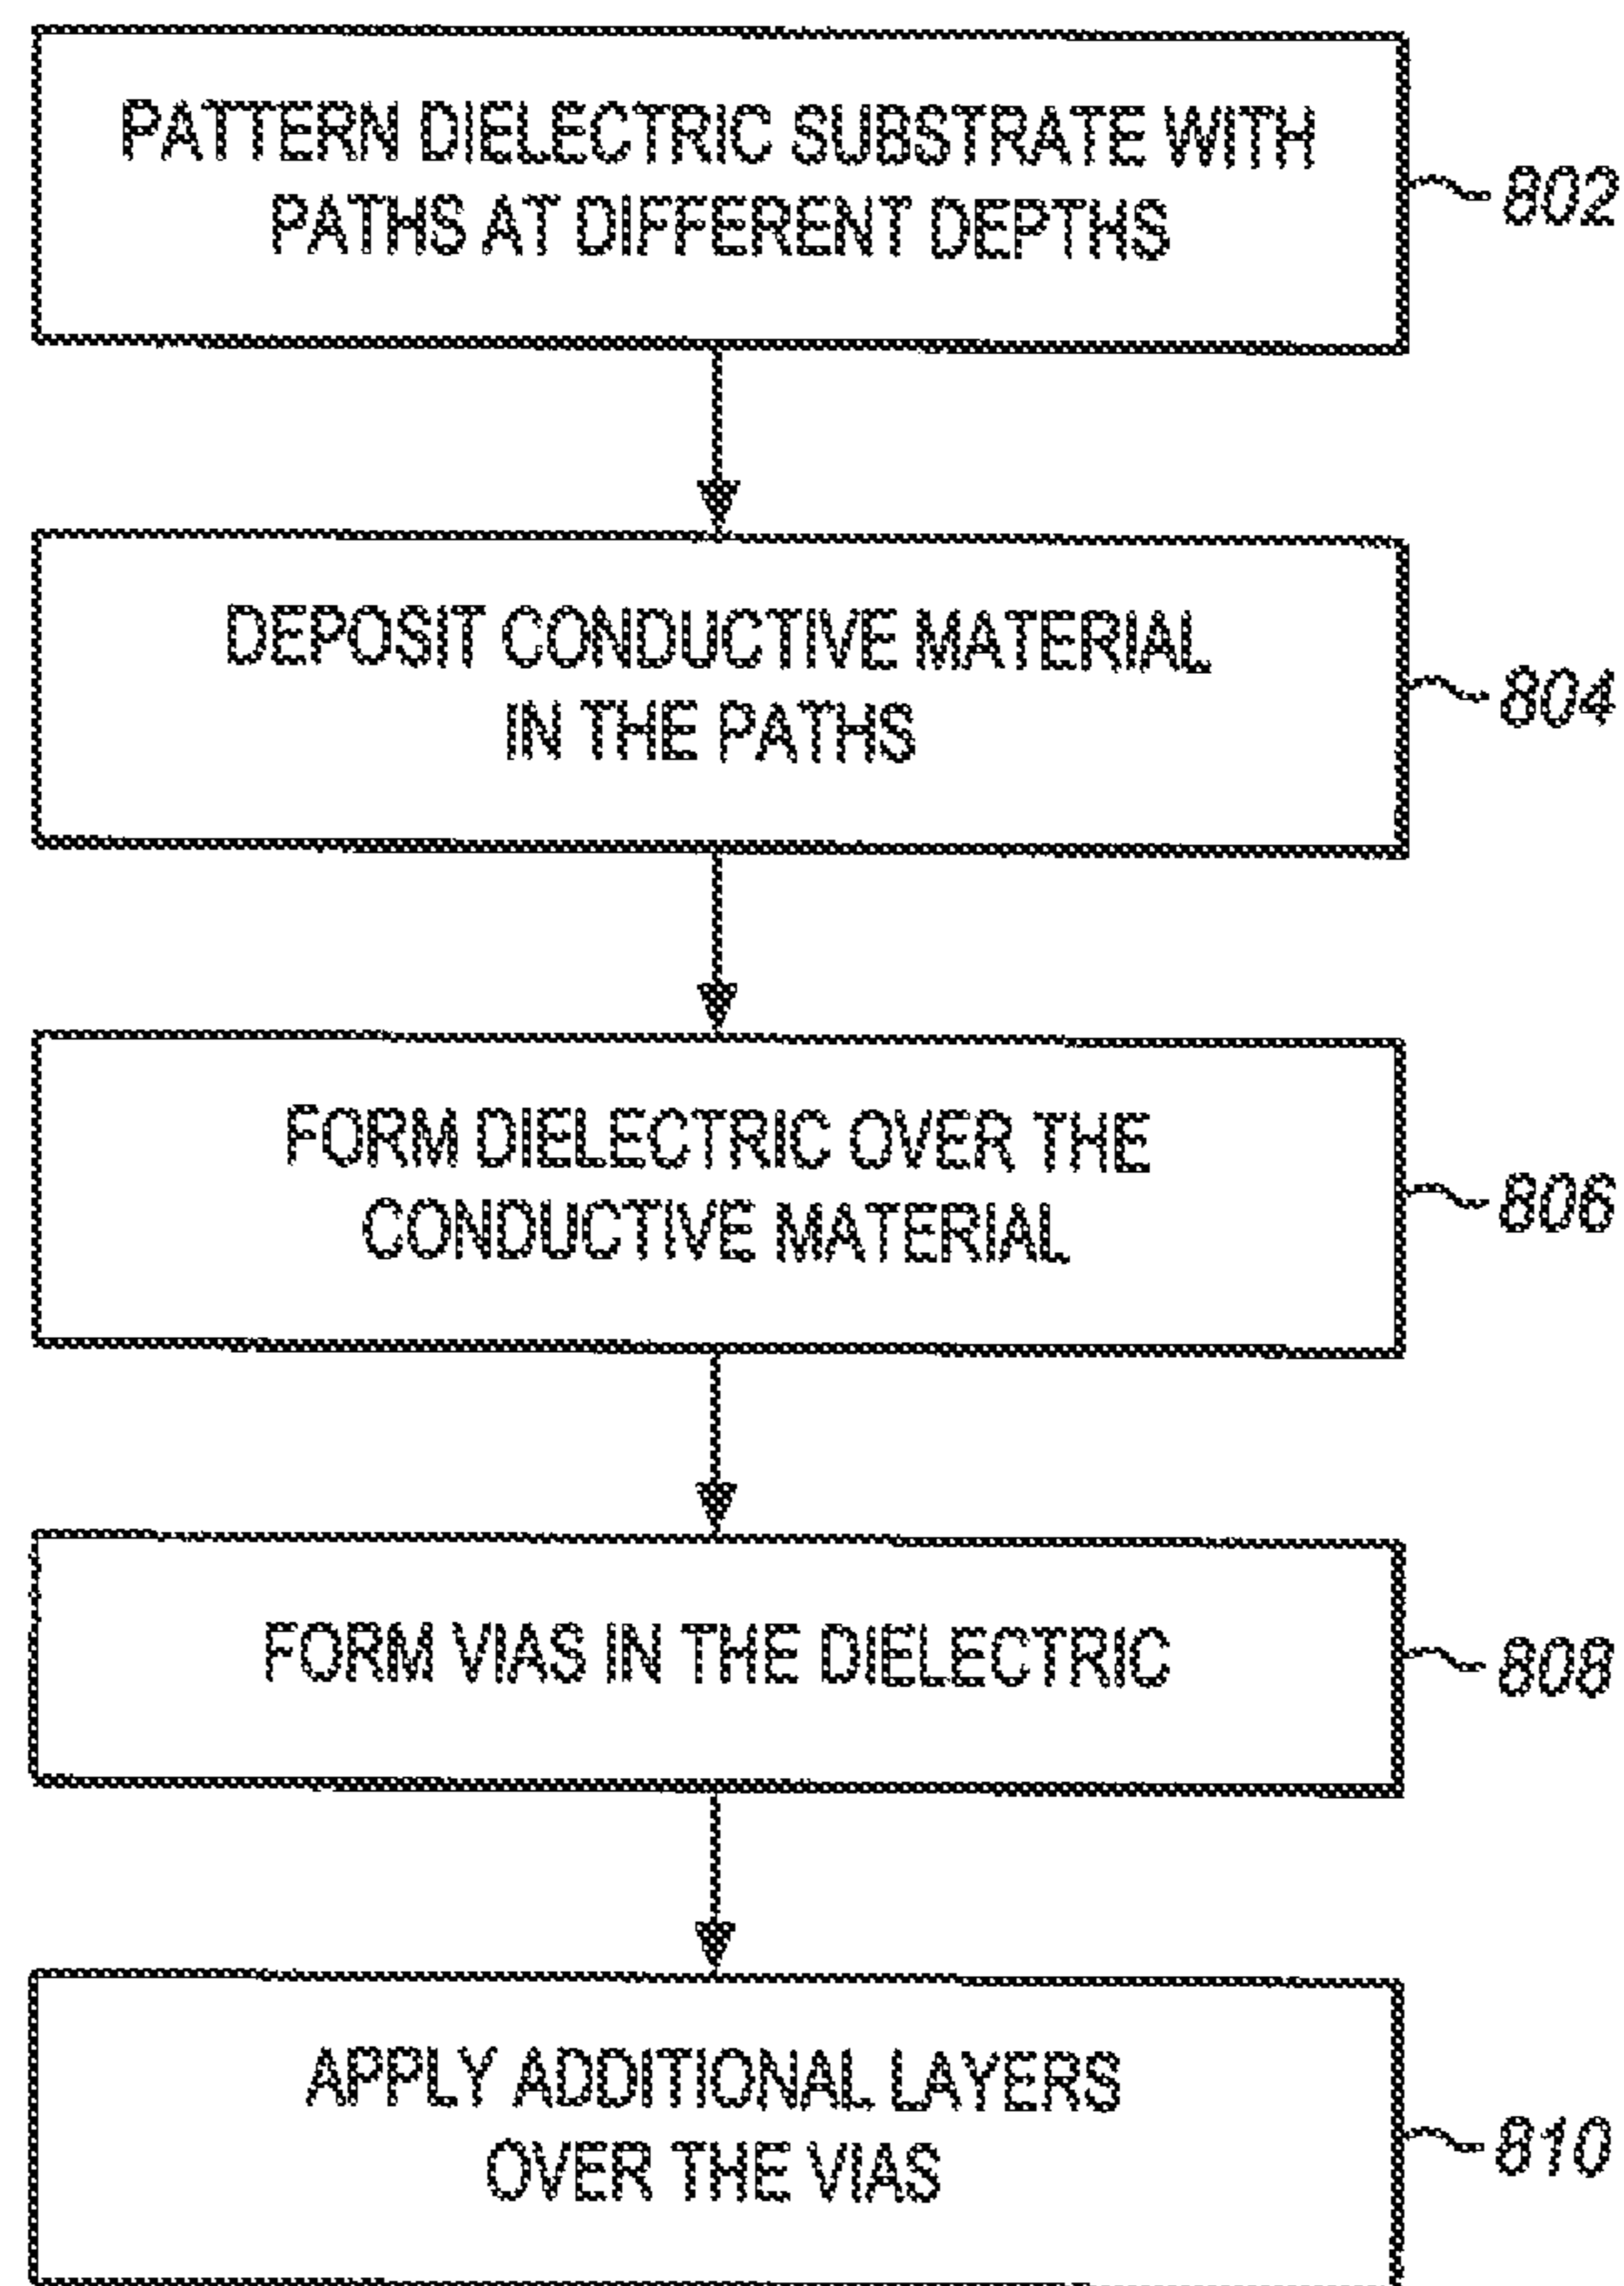 PATTERN DIELECTRIC SUBSTRATE WITH
PATHS AT DIFFERENT DEPTHS
802
DEPOSIT CONDUCTIVE MATERIAL
IN THE PATHS
804
FORM DIELECTRIC OVER THE
CONDUCTIVE MATERIAL
806
FORM VIAS IN THE DIELECTRIC
808
APPLY ADDITIONAL LAYERS
OVER THE VIAS
810